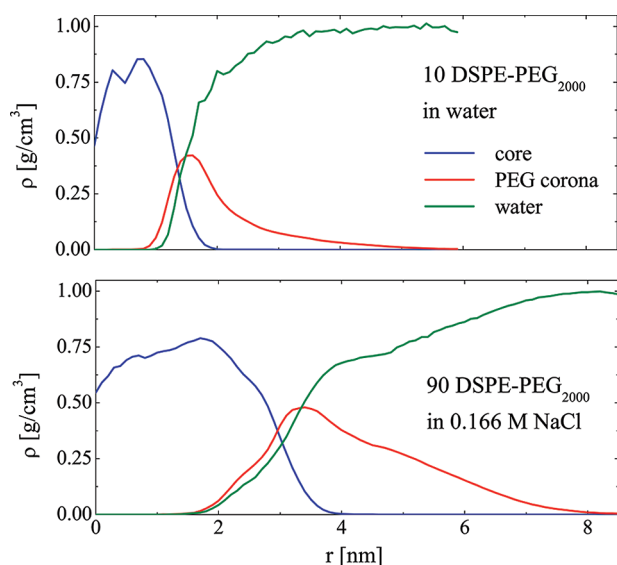 1.00
0.75
0.50
0.25
0.00
ρ [g/cm³]
10 DSPE-PEG₂₀₀₀
in water
core
PEG corona
water
1.00
0.75
0.50
0.25
0.00
ρ [g/cm³]
90 DSPE-PEG₂₀₀₀
in 0.166 M NaCl
0 2 4 6 8
r [nm]